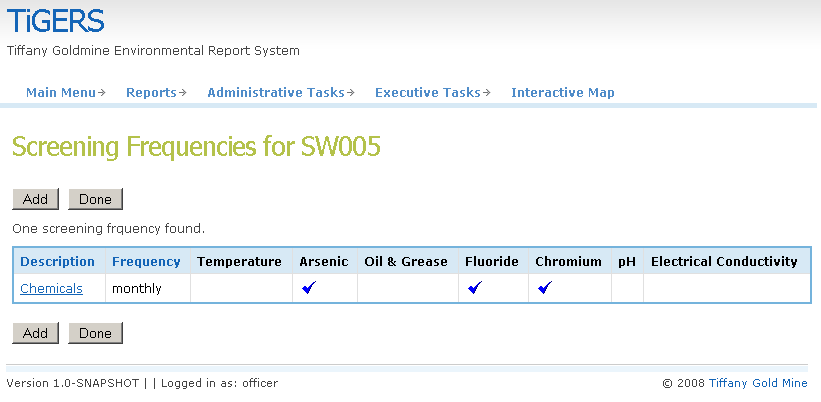 TiGERS
Tiffany Goldmine Environmental Report System
Main Menu Reports Administrative Tasks Executive Tasks Interactive Map
Screening Frequencies for SW005
Add Done
One screening frquency found.
Description Frequency Temperature Arsenic Oil & Grease Fluoride Chromium pH Electrical Conductivity
Chemicals monthly
Add Done
Version 1.0-SNAPSHOT | | Logged in as: officer © 2008 Tiffany Gold Mine